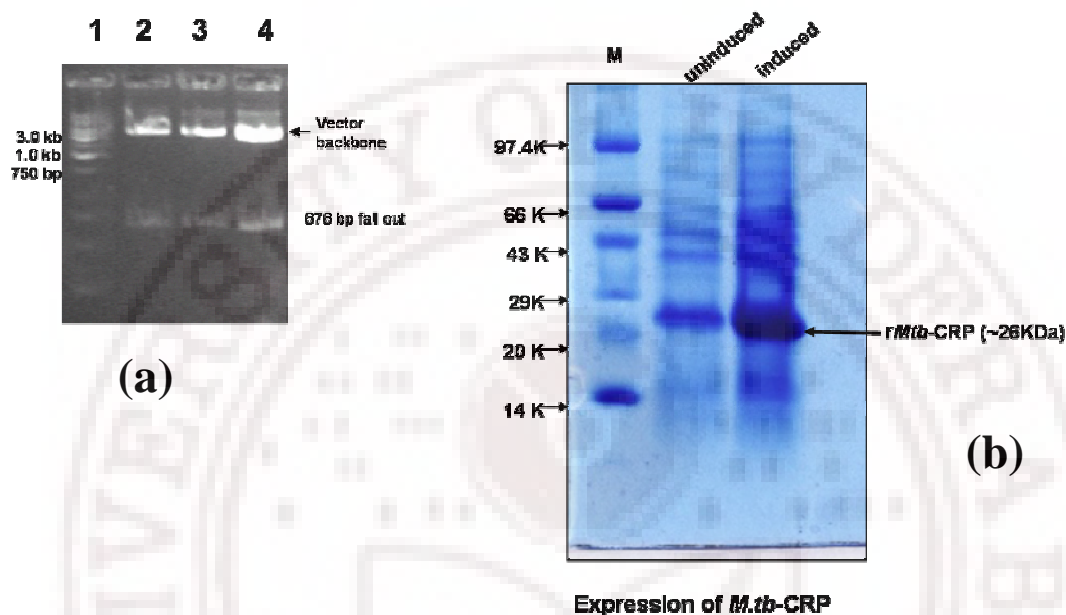 1 2 3 4
3.0 kb
1.0 kb
750 bp
Vector
backbone
676 bp fall out
(a)
M uninduced induced
97.4K
66 K
43 K
29K
20 K
14 K
rMtb-CRP (~26KDa)
(b)
Expression of M.tb-CRP